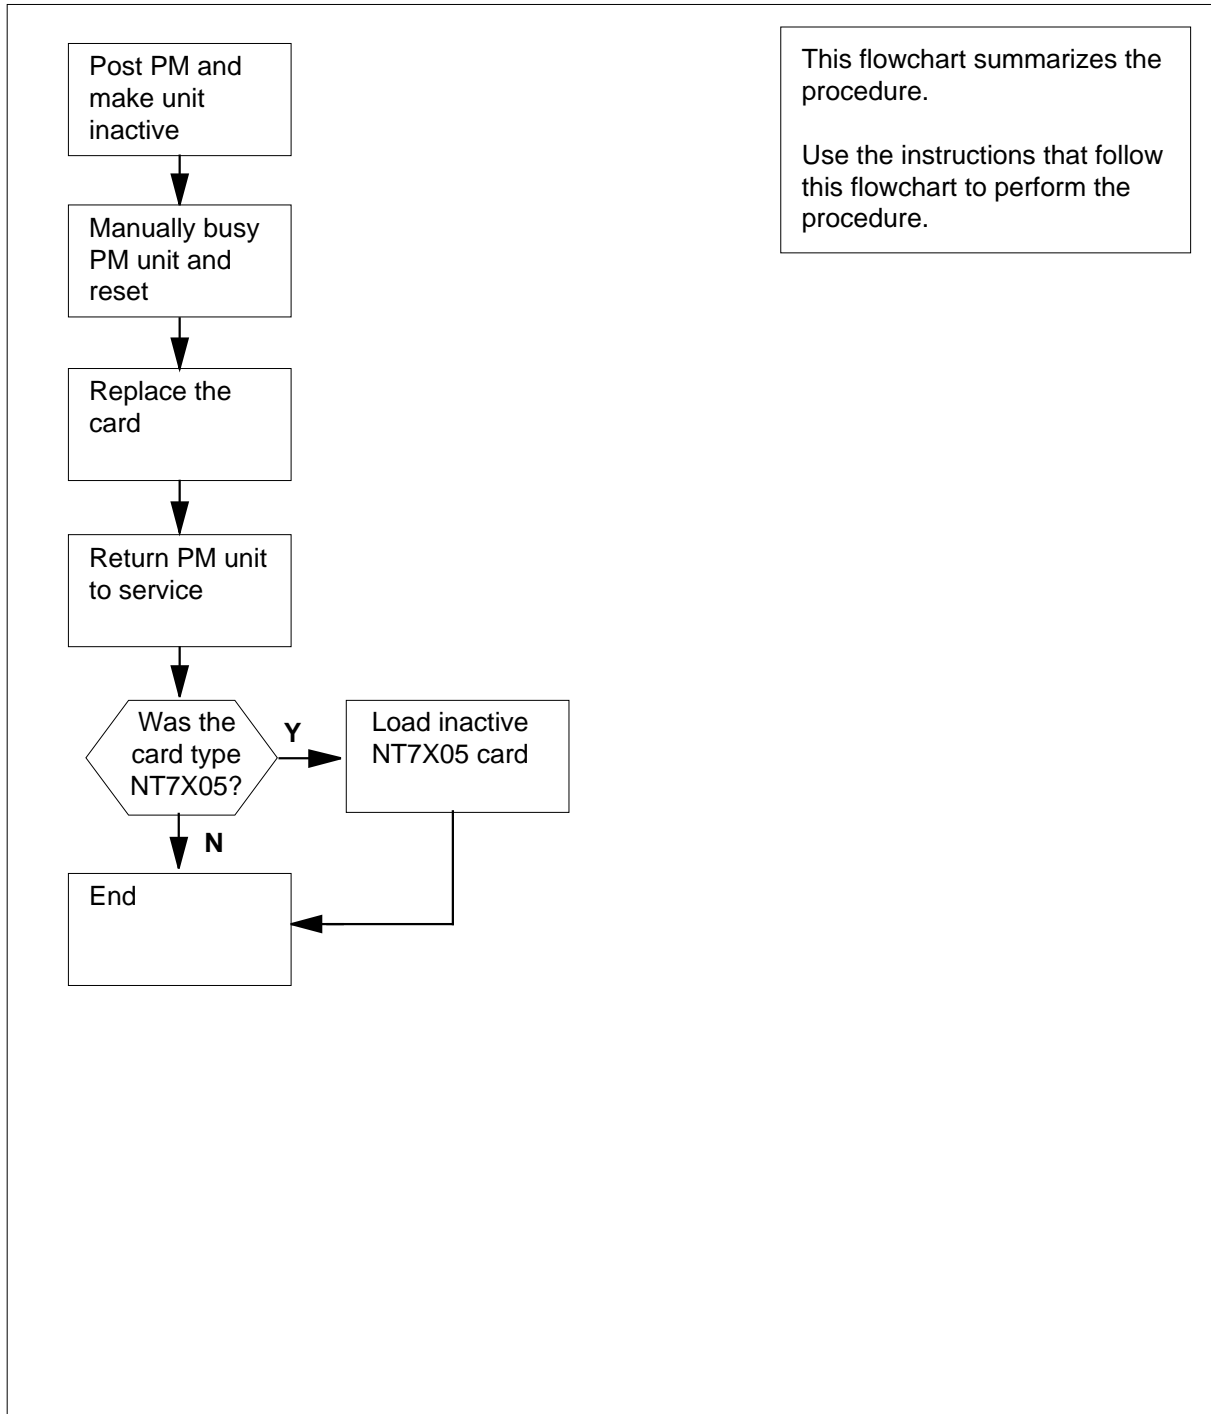 Post PM and
make unit
inactive
This flowchart summarizes the
procedure.
Use the instructions that follow
this flowchart to perform the
procedure.
Manually busy
PM unit and
reset
Replace the
card
Return PM unit
to service
Was the
card type
NT7X05?
Y
Load inactive
NT7X05 card
N
End